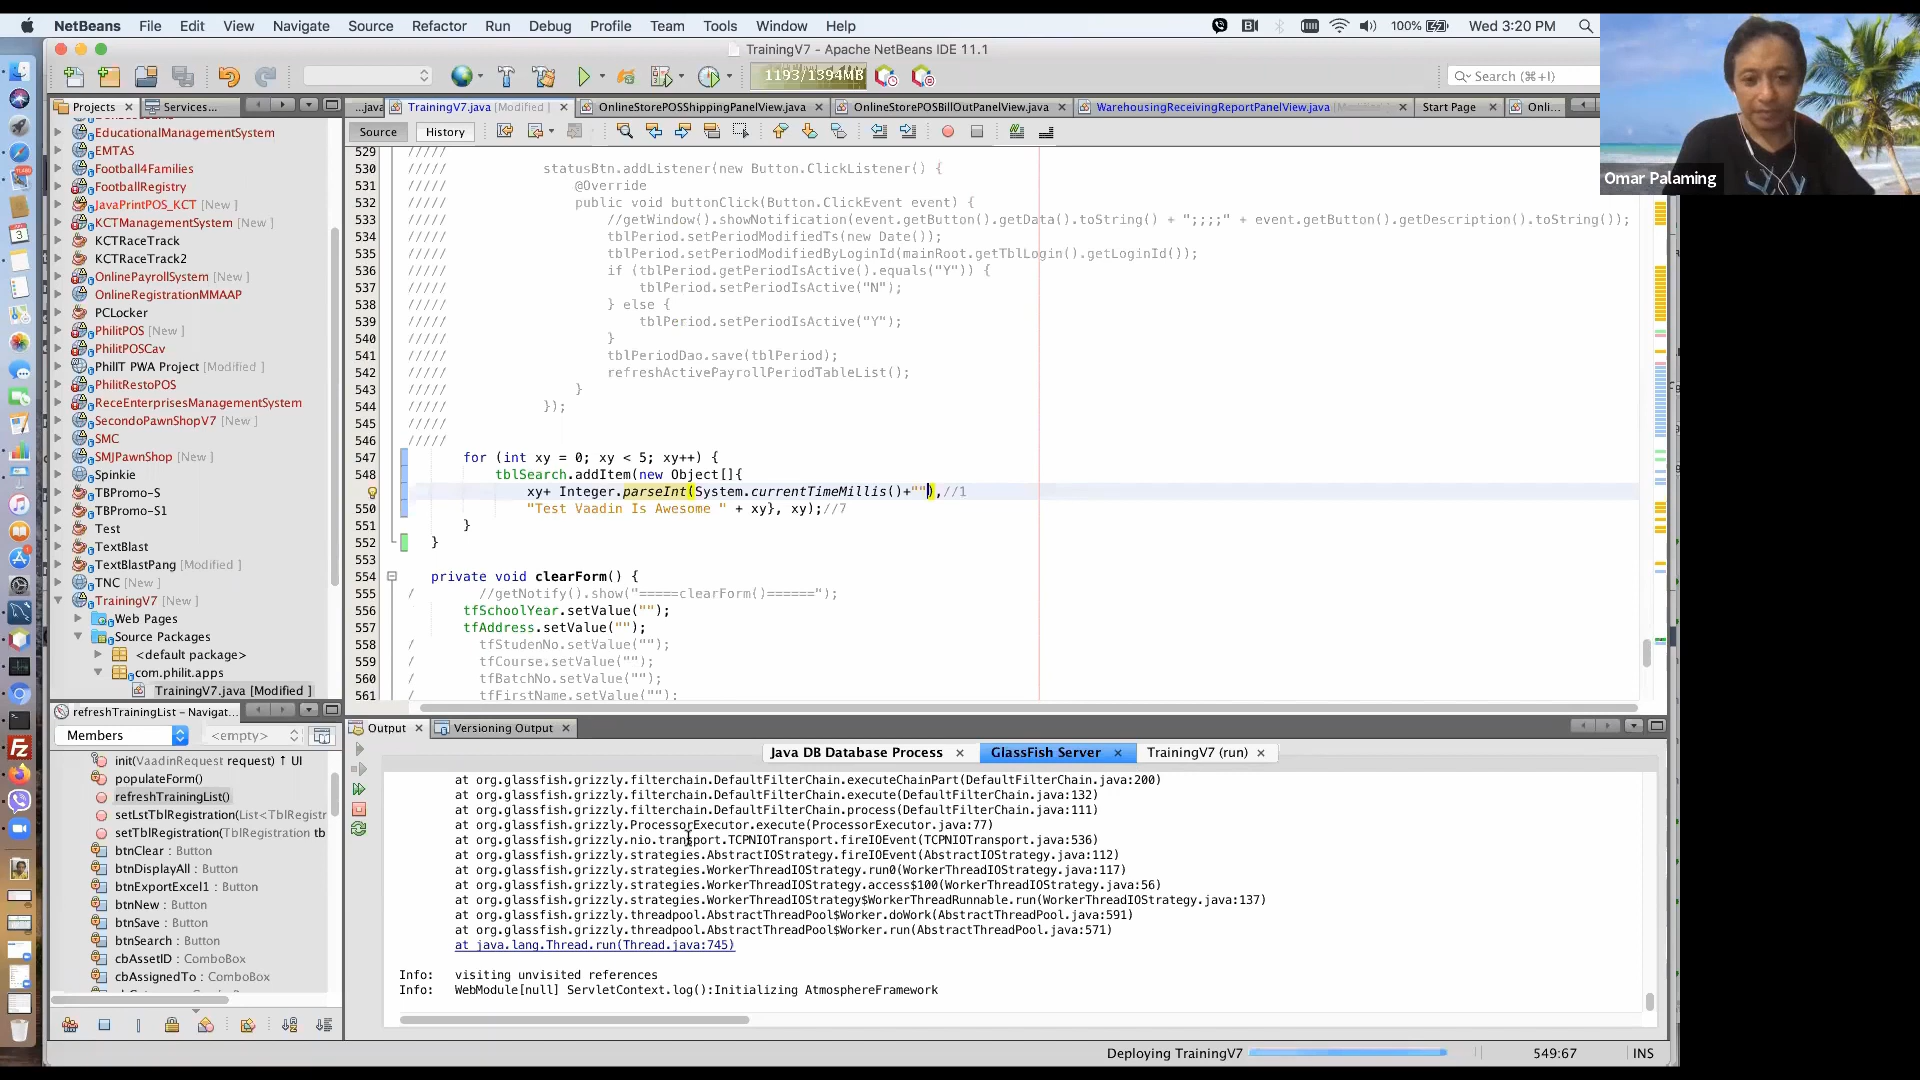 NetBeans File Edit View Navigate Source Refactor Run Debug Profile Team Tools Window Help 100% Wed 3:20 PM
TrainingV7 - Apache NetBeans IDE 11.1
1193/1394MB
Search (⌘+I)
Projects Services...
...java TrainingV7.java [Modified] OnlineStorePOSShippingPanelView.java OnlineStorePOSBillOutPanelView.java WarehousingReceivingReportPanelView.java Start Page Onli...
Source History
EducationalManagementSystem
EMTAS
Football4Families
FootballRegistry
JavaPrintPOS_KCT [New ]
KCTManagementSystem [New ]
KCTRaceTrack
KCTRaceTrack2
OnlinePayrollSystem [New ]
OnlineRegistrationMMAAP
PCLocker
PhilitPOS [New ]
PhilitPOSCav
PhilIT PWA Project [Modified ]
PhilitRestoPOS
ReceEnterprisesManagementSystem
SecondoPawnShopV7 [New ]
SMC
SMJPawnShop [New ]
Spinkie
TBPromo-S
TBPromo-S1
Test
TextBlast
TextBlastPang [Modified ]
TNC [New ]
TrainingV7 [New ]
Web Pages
Source Packages
<default package>
com.philit.apps
TrainingV7.java [Modified ]
529 /////
530 ///// statusBtn.addListener(new Button.ClickListener() {
531 ///// @Override
532 ///// public void buttonClick(Button.ClickEvent event) {
533 ///// //getWindow().showNotification(event.getButton().getData().toString() + ";;;;" + event.getButton().getDescription().toString());
534 ///// tblPeriod.setPeriodModifiedTs(new Date());
535 ///// tblPeriod.setPeriodModifiedByLoginId(mainRoot.getTblLogin().getLoginId());
536 ///// if (tblPeriod.getPeriodIsActive().equals("Y")) {
537 ///// tblPeriod.setPeriodIsActive("N");
538 ///// } else {
539 ///// tblPeriod.setPeriodIsActive("Y");
540 ///// }
541 ///// tblPeriodDao.save(tblPeriod);
542 ///// refreshActivePayrollPeriodTableList();
543 ///// }
544 ///// });
545 /////
546 /////
547 for (int xy = 0; xy < 5; xy++) {
548 tblSearch.addItem(new Object[]{
xy+ Integer.parseInt(System.currentTimeMillis()+""),//1
550 "Test Vaadin Is Awesome " + xy}, xy);//7
551 }
552 }
553
554 private void clearForm() {
555 / //getNotify().show("=====clearForm()======");
556 tfSchoolYear.setValue("");
557 tfAddress.setValue("");
558 / tfStudenNo.setValue("");
559 / tfCourse.setValue("");
560 / tfBatchNo.setValue("");
561 / tfFirstName.setValue("");
Omar Palaming
refreshTrainingList - Navigat...
Members <empty>
init(VaadinRequest request) ↑ UI
populateForm()
refreshTrainingList()
setLstTblRegistration(List<TblRegistr
setTblRegistration(TblRegistration tb
btnClear : Button
btnDisplayAll : Button
btnExportExcel1 : Button
btnNew : Button
btnSave : Button
btnSearch : Button
cbAssetID : ComboBox
cbAssignedTo : ComboBox
Output Versioning Output
Java DB Database Process GlassFish Server TrainingV7 (run)
at org.glassfish.grizzly.filterchain.DefaultFilterChain.executeChainPart(DefaultFilterChain.java:200)
at org.glassfish.grizzly.filterchain.DefaultFilterChain.execute(DefaultFilterChain.java:132)
at org.glassfish.grizzly.filterchain.DefaultFilterChain.process(DefaultFilterChain.java:111)
at org.glassfish.grizzly.ProcessorExecutor.execute(ProcessorExecutor.java:77)
at org.glassfish.grizzly.nio.transport.TCPNIOTransport.fireIOEvent(TCPNIOTransport.java:536)
at org.glassfish.grizzly.strategies.AbstractIOStrategy.fireIOEvent(AbstractIOStrategy.java:112)
at org.glassfish.grizzly.strategies.WorkerThreadIOStrategy.run0(WorkerThreadIOStrategy.java:117)
at org.glassfish.grizzly.strategies.WorkerThreadIOStrategy.access$100(WorkerThreadIOStrategy.java:56)
at org.glassfish.grizzly.strategies.WorkerThreadIOStrategy$WorkerThreadRunnable.run(WorkerThreadIOStrategy.java:137)
at org.glassfish.grizzly.threadpool.AbstractThreadPool$Worker.doWork(AbstractThreadPool.java:591)
at org.glassfish.grizzly.threadpool.AbstractThreadPool$Worker.run(AbstractThreadPool.java:571)
at java.lang.Thread.run(Thread.java:745)
Info: visiting unvisited references
Info: WebModule[null] ServletContext.log():Initializing AtmosphereFramework
Deploying TrainingV7 549:67 INS